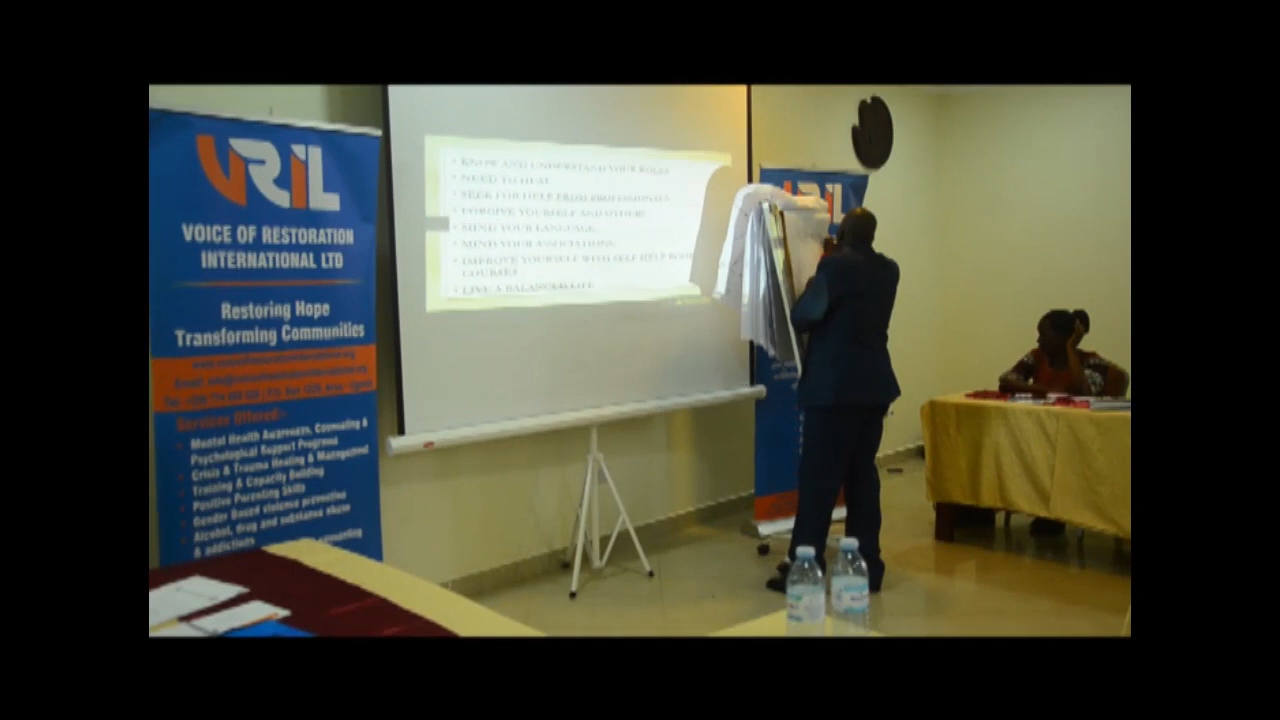 VRIL
VOICE OF RESTORATION
INTERNATIONAL LTD
Restoring Hope
Transforming Communities
Services Offered:-
• Mental Health Awareness, Counseling &
Psychological Support Programs
• Crisis & Trauma Healing & Management
• Training & Capacity Building
• Positive Parenting Skills
• Gender Based violence prevention
• Alcohol, drug and substance abuse
& addictions
• KNOW AND UNDERSTAND YOUR ROLES
• NEED TO HEAL
• SEEK FOR HELP FROM PROFESSIONALS
• FORGIVE YOURSELF AND OTHERS
• MIND YOUR LANGUAGE
• MIND YOUR ASSOCIATIONS
• IMPROVE YOURSELF WITH SELF HELP
COURSES
• LIVE A BALANCED LIFE
VRIL